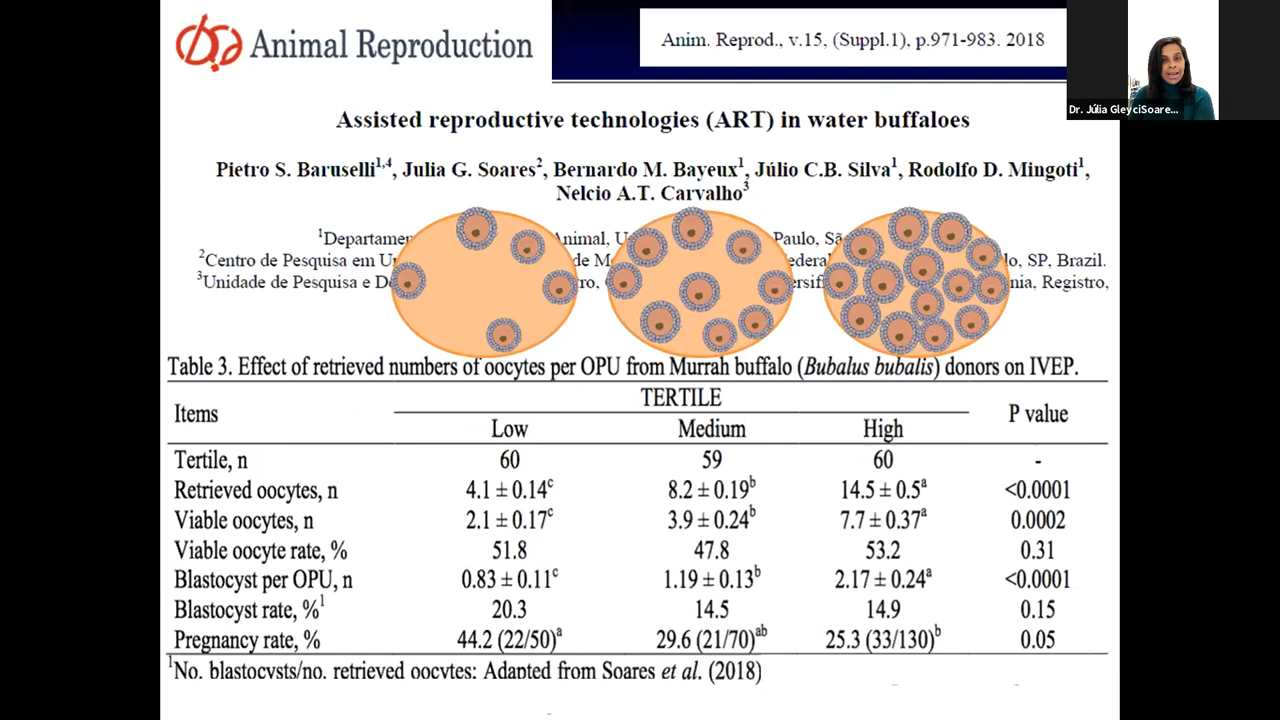 Animal Reproduction
Anim. Reprod., v.15, (Suppl.1), p.971-983. 2018
Dr. Júlia GleyciSoare...
Assisted reproductive technologies (ART) in water buffaloes
Pietro S. Baruselli1,4, Julia G. Soares2, Bernardo M. Bayeux1, Júlio C.B. Silva1, Rodolfo D. Mingoti1,
Nelcio A.T. Carvalho3
1Departamen Animal, U Paulo, Sã
2Centro de Pesquisa em U de M Federal lo, SP, Brazil.
3Unidade de Pesquisa e D tro, ersif nia, Registro,
Table 3. Effect of retrieved numbers of oocytes per OPU from Murrah buffalo (Bubalus bubalis) donors on IVEP.
Items TERTILE P value
Low Medium High
Tertile, n 60 59 60 -
Retrieved oocytes, n 4.1 ± 0.14c 8.2 ± 0.19b 14.5 ± 0.5a <0.0001
Viable oocytes, n 2.1 ± 0.17c 3.9 ± 0.24b 7.7 ± 0.37a 0.0002
Viable oocyte rate, % 51.8 47.8 53.2 0.31
Blastocyst per OPU, n 0.83 ± 0.11c 1.19 ± 0.13b 2.17 ± 0.24a <0.0001
Blastocyst rate, %1 20.3 14.5 14.9 0.15
Pregnancy rate, % 44.2 (22/50)a 29.6 (21/70)ab 25.3 (33/130)b 0.05
1No. blastocysts/no. retrieved oocytes; Adapted from Soares et al. (2018)